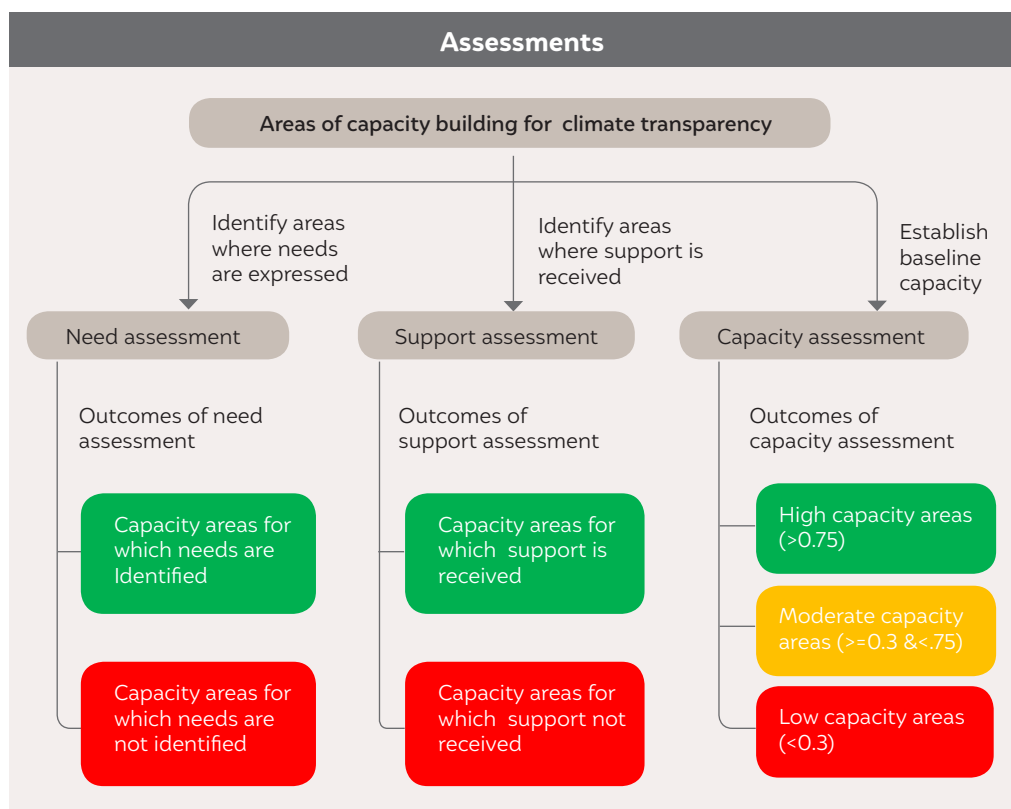 Assessments
Areas of capacity building for climate transparency
Identify areas
where needs
are expressed
Identify areas
where support is
received
Establish
baseline
capacity
Need assessment
Support assessment
Capacity assessment
Outcomes of need
assessment
Outcomes of
support assessment
Outcomes of
capacity assessment
Capacity areas for
which needs are
Identified
Capacity areas for
which support is
received
High capacity areas
(>0.75)
Moderate capacity
areas (>=0.3 &<.75)
Capacity areas for
which needs are
not identified
Capacity areas for
which support not
received
Low capacity areas
(<0.3)